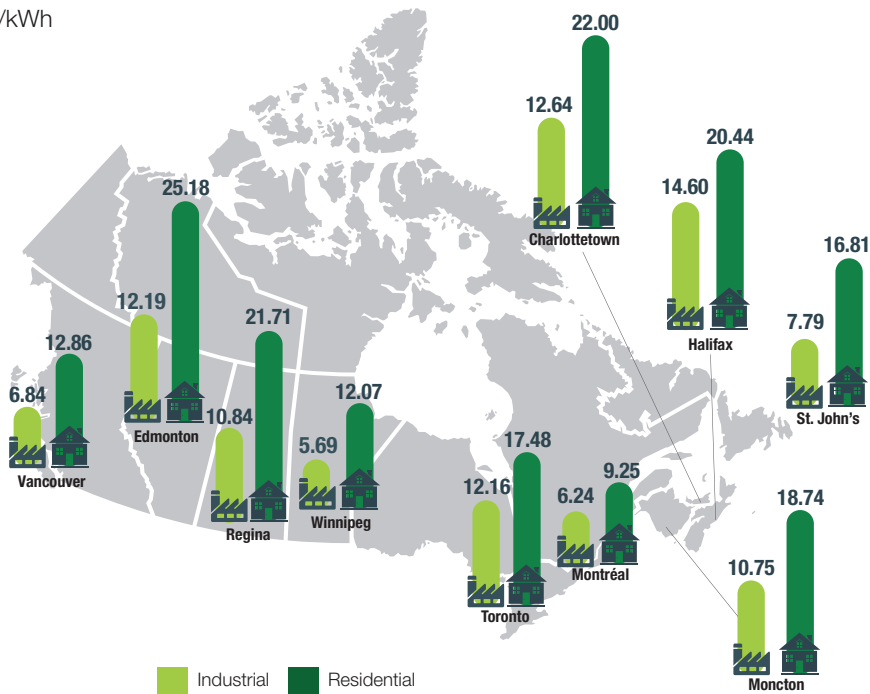 /kWh
22.00
12.64
Charlottetown
20.44
14.60
Halifax
25.18
12.19
Edmonton
16.81
7.79
St. John's
21.71
10.84
Regina
12.86
6.84
Vancouver
12.07
5.69
Winnipeg
17.48
12.16
Toronto
9.25
6.24
Montréal
18.74
10.75
Moncton
Industrial Residential